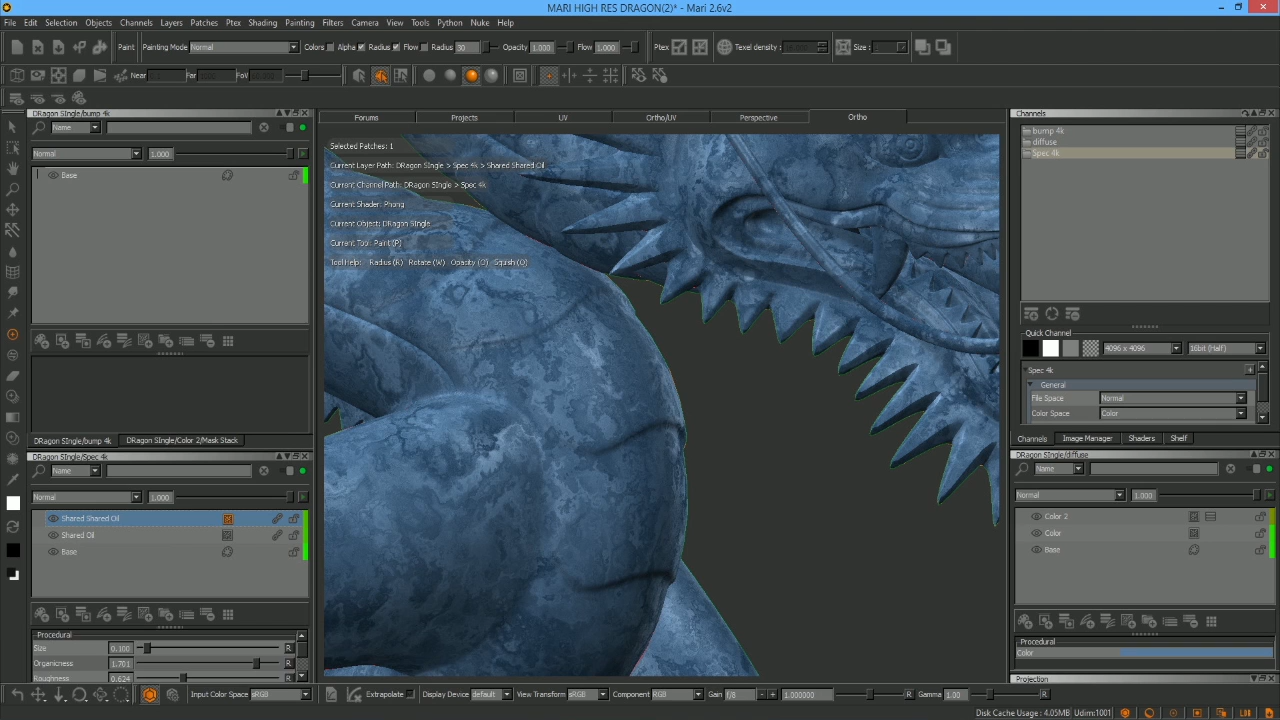 MARI HIGH RES DRAGON(2)* - Mari 2.6v2
File Edit Selection Objects Channels Layers Patches Ptex Shading Painting Filters Camera View Tools Python Nuke Help
Paint Painting Mode Normal Colors Alpha Radius Flow Radius 30 Opacity 1.000 Flow 1.000 Ptex Texel density : Size :
Near Far FoV
DRagon SIngle/bump 4k
Name
Normal 1.000
Base
DRagon SIngle/bump 4k DRagon SIngle/Color 2/Mask Stack
DRagon SIngle/Spec 4k
Name
Normal 1.000
Shared Shared Oil
Shared Oil
Base
Procedural
Size 0.100 R
Organicness 1.701 R
Roughness 0.624 R
Forums Projects UV Ortho/UV Perspective Ortho
Selected Patches: 1
Current Layer Path: DRagon SIngle > Spec 4k > Shared Shared Oil
Current Channel Path: DRagon SIngle > Spec 4k
Current Shader: Phong
Current Object: DRagon SIngle
Current Tool: Paint (P)
Tool Help: Radius (R) Rotate (W) Opacity (O) Squish (Q)
Channels
bump 4k
diffuse
Spec 4k
Quick Channel
4096 x 4096 16bit (Half)
Spec 4k
General
File Space Normal
Color Space Color
Channels Image Manager Shaders Shelf
DRagon SIngle/diffuse
Name
Normal 1.000
Color 2
Color
Base
Procedural
Color
Projection
Input Color Space sRGB Extrapolate Display Device default View Transform sRGB Component RGB Gain f/8 - + 1.000000 R Gamma 1.00 R
Disk Cache Usage : 4.05MB Udim:1001